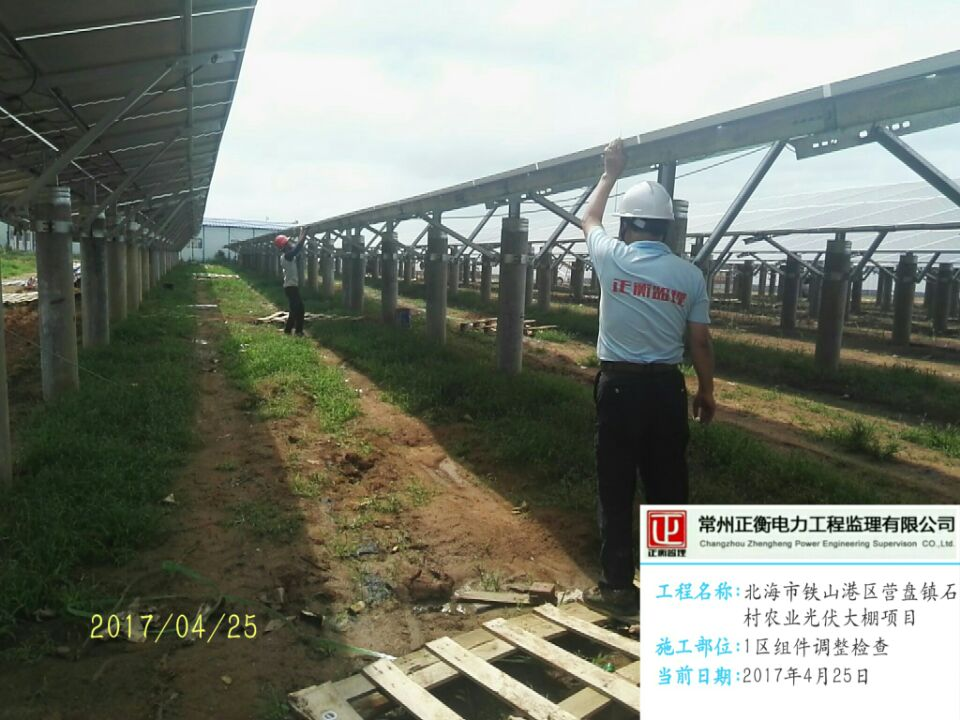 正衡监理
2017/04/25
正衡监理
常州正衡电力工程监理有限公司
Changzhou Zhengheng Power Engineering Supervison CO.,Ltd.
工程名称:北海市铁山港区营盘镇石
村农业光伏大棚项目
施工部位:1区组件调整检查
当前日期:2017年4月25日